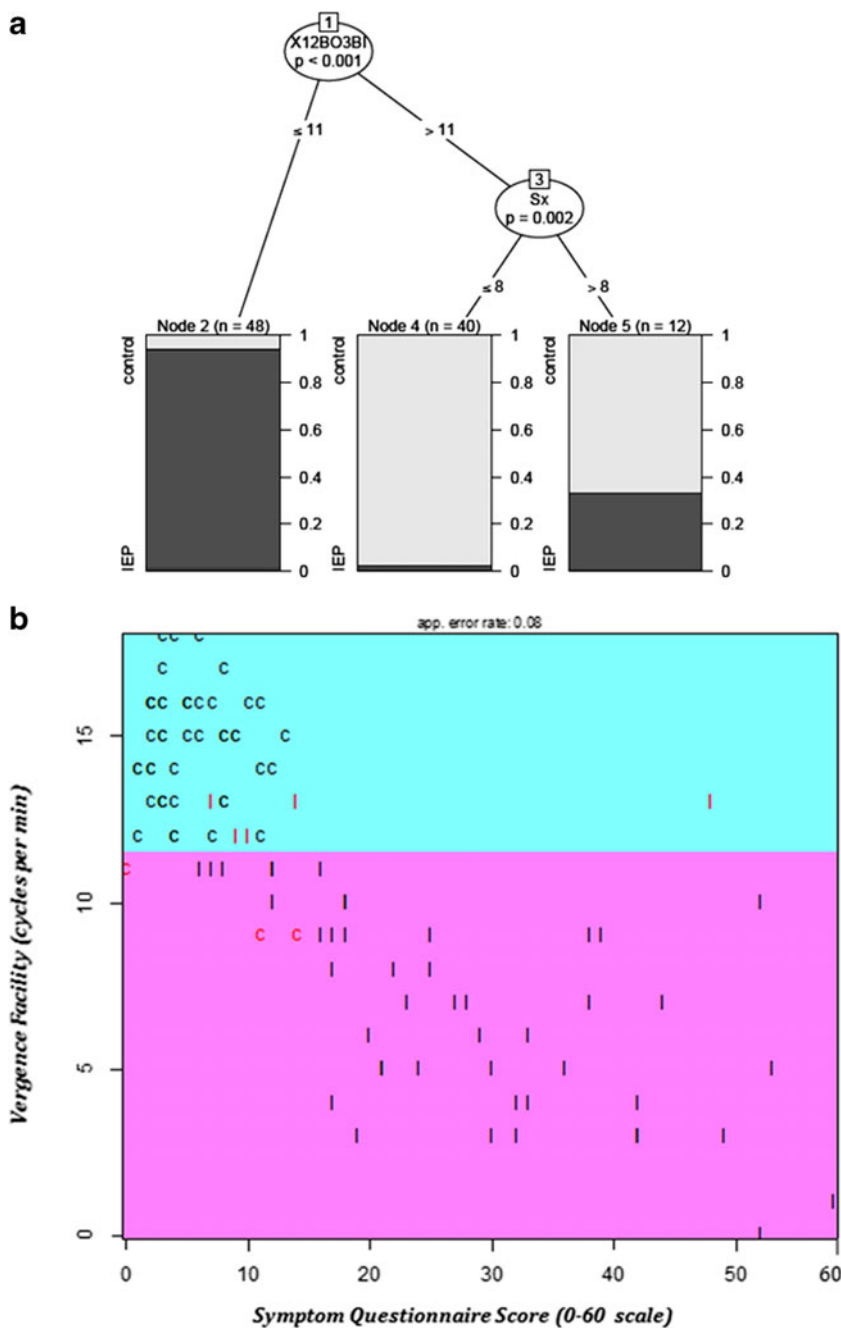 a
1
X12BO3BI
p < 0.001
≤ 11
> 11
3
Sx
p = 0.002
≤ 8
> 8
Node 2 (n = 48)
Node 4 (n = 40)
Node 5 (n = 12)
control
IEP
1
0.8
0.6
0.4
0.2
0
control
IEP
1
0.8
0.6
0.4
0.2
0
control
IEP
1
0.8
0.6
0.4
0.2
0
b
app. error rate: 0.08
Vergence Facility (cycles per min)
15
10
5
0
C C C
C C
C C C C C C C
C C C C C C C
C C C C C
C C C I C I I
C C C I I C
C I I I I I
I I I
C C I I I I I I
I I I
I I I I I
I I I
I I I I I
I I I I
I I I I I
I
I
0
10
20
30
40
50
60
Symptom Questionnaire Score (0-60 scale)